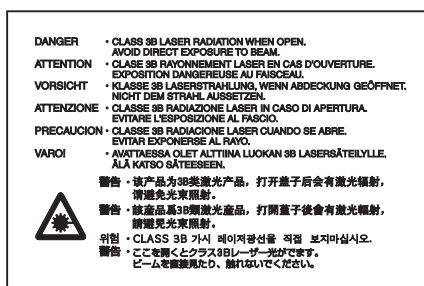 DANGER · CLASS 3B LASER RADIATION WHEN OPEN.
AVOID DIRECT EXPOSURE TO BEAM.
ATTENTION · CLASE 3B RAYONNEMENT LASER EN CAS D'OUVERTURE.
EXPOSITION DANGEREUSE AU FAISCEAU.
VORSICHT · KLASSE 3B LASERSTRAHLUNG, WENN ABDECKUNG GEÖFFNET.
NICHT DEM STRAHL AUSSETZEN.
ATTENZIONE · CLASSE 3B RADIAZIONE LASER IN CASO DI APERTURA.
EVITARE L'ESPOSIZIONE AL FASCIO.
PRECAUCION · CLASSE 3B RADIACIONE LASER CUANDO SE ABRE.
EVITAR EXPONERSE AL RAYO.
VARO! · AVATTAESSA OLET ALTTIINA LUOKAN 3B LASERSÄTEILYLLE.
ÄLÄ KATSO SÄTEESEEN.
警告 · 该产品为3B类激光产品，打开盖子后会有激光辐射，
请避免光束照射。
警告 · 該産品爲3B類激光産品，打開蓋子後會有激光輻射，
請避免光束照射。
위험 · CLASS 3B 가시 레이저광선을 직접 보지마십시오.
警告 · ここを開くとクラス3Bレーザー光がでます。
ビームを直接見たり、触れないでください。